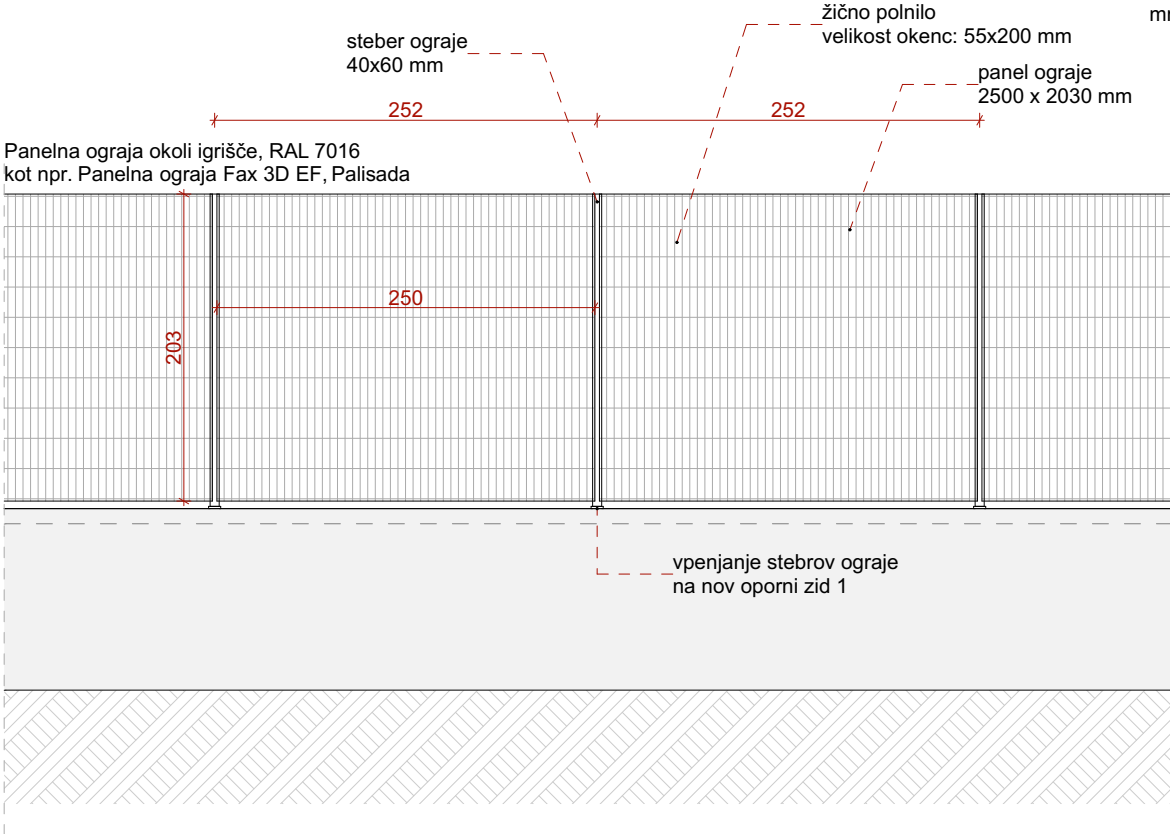 žično polnilo
velikost okenc: 55x200 mm
steber ograje
40x60 mm
panel ograje
2500 x 2030 mm
252
252
Panelna ograja okoli igrišče, RAL 7016
kot npr. Panelna ograja Fax 3D EF, Palisada
250
203
vpenjanje stebrov ograje
na nov oporni zid 1